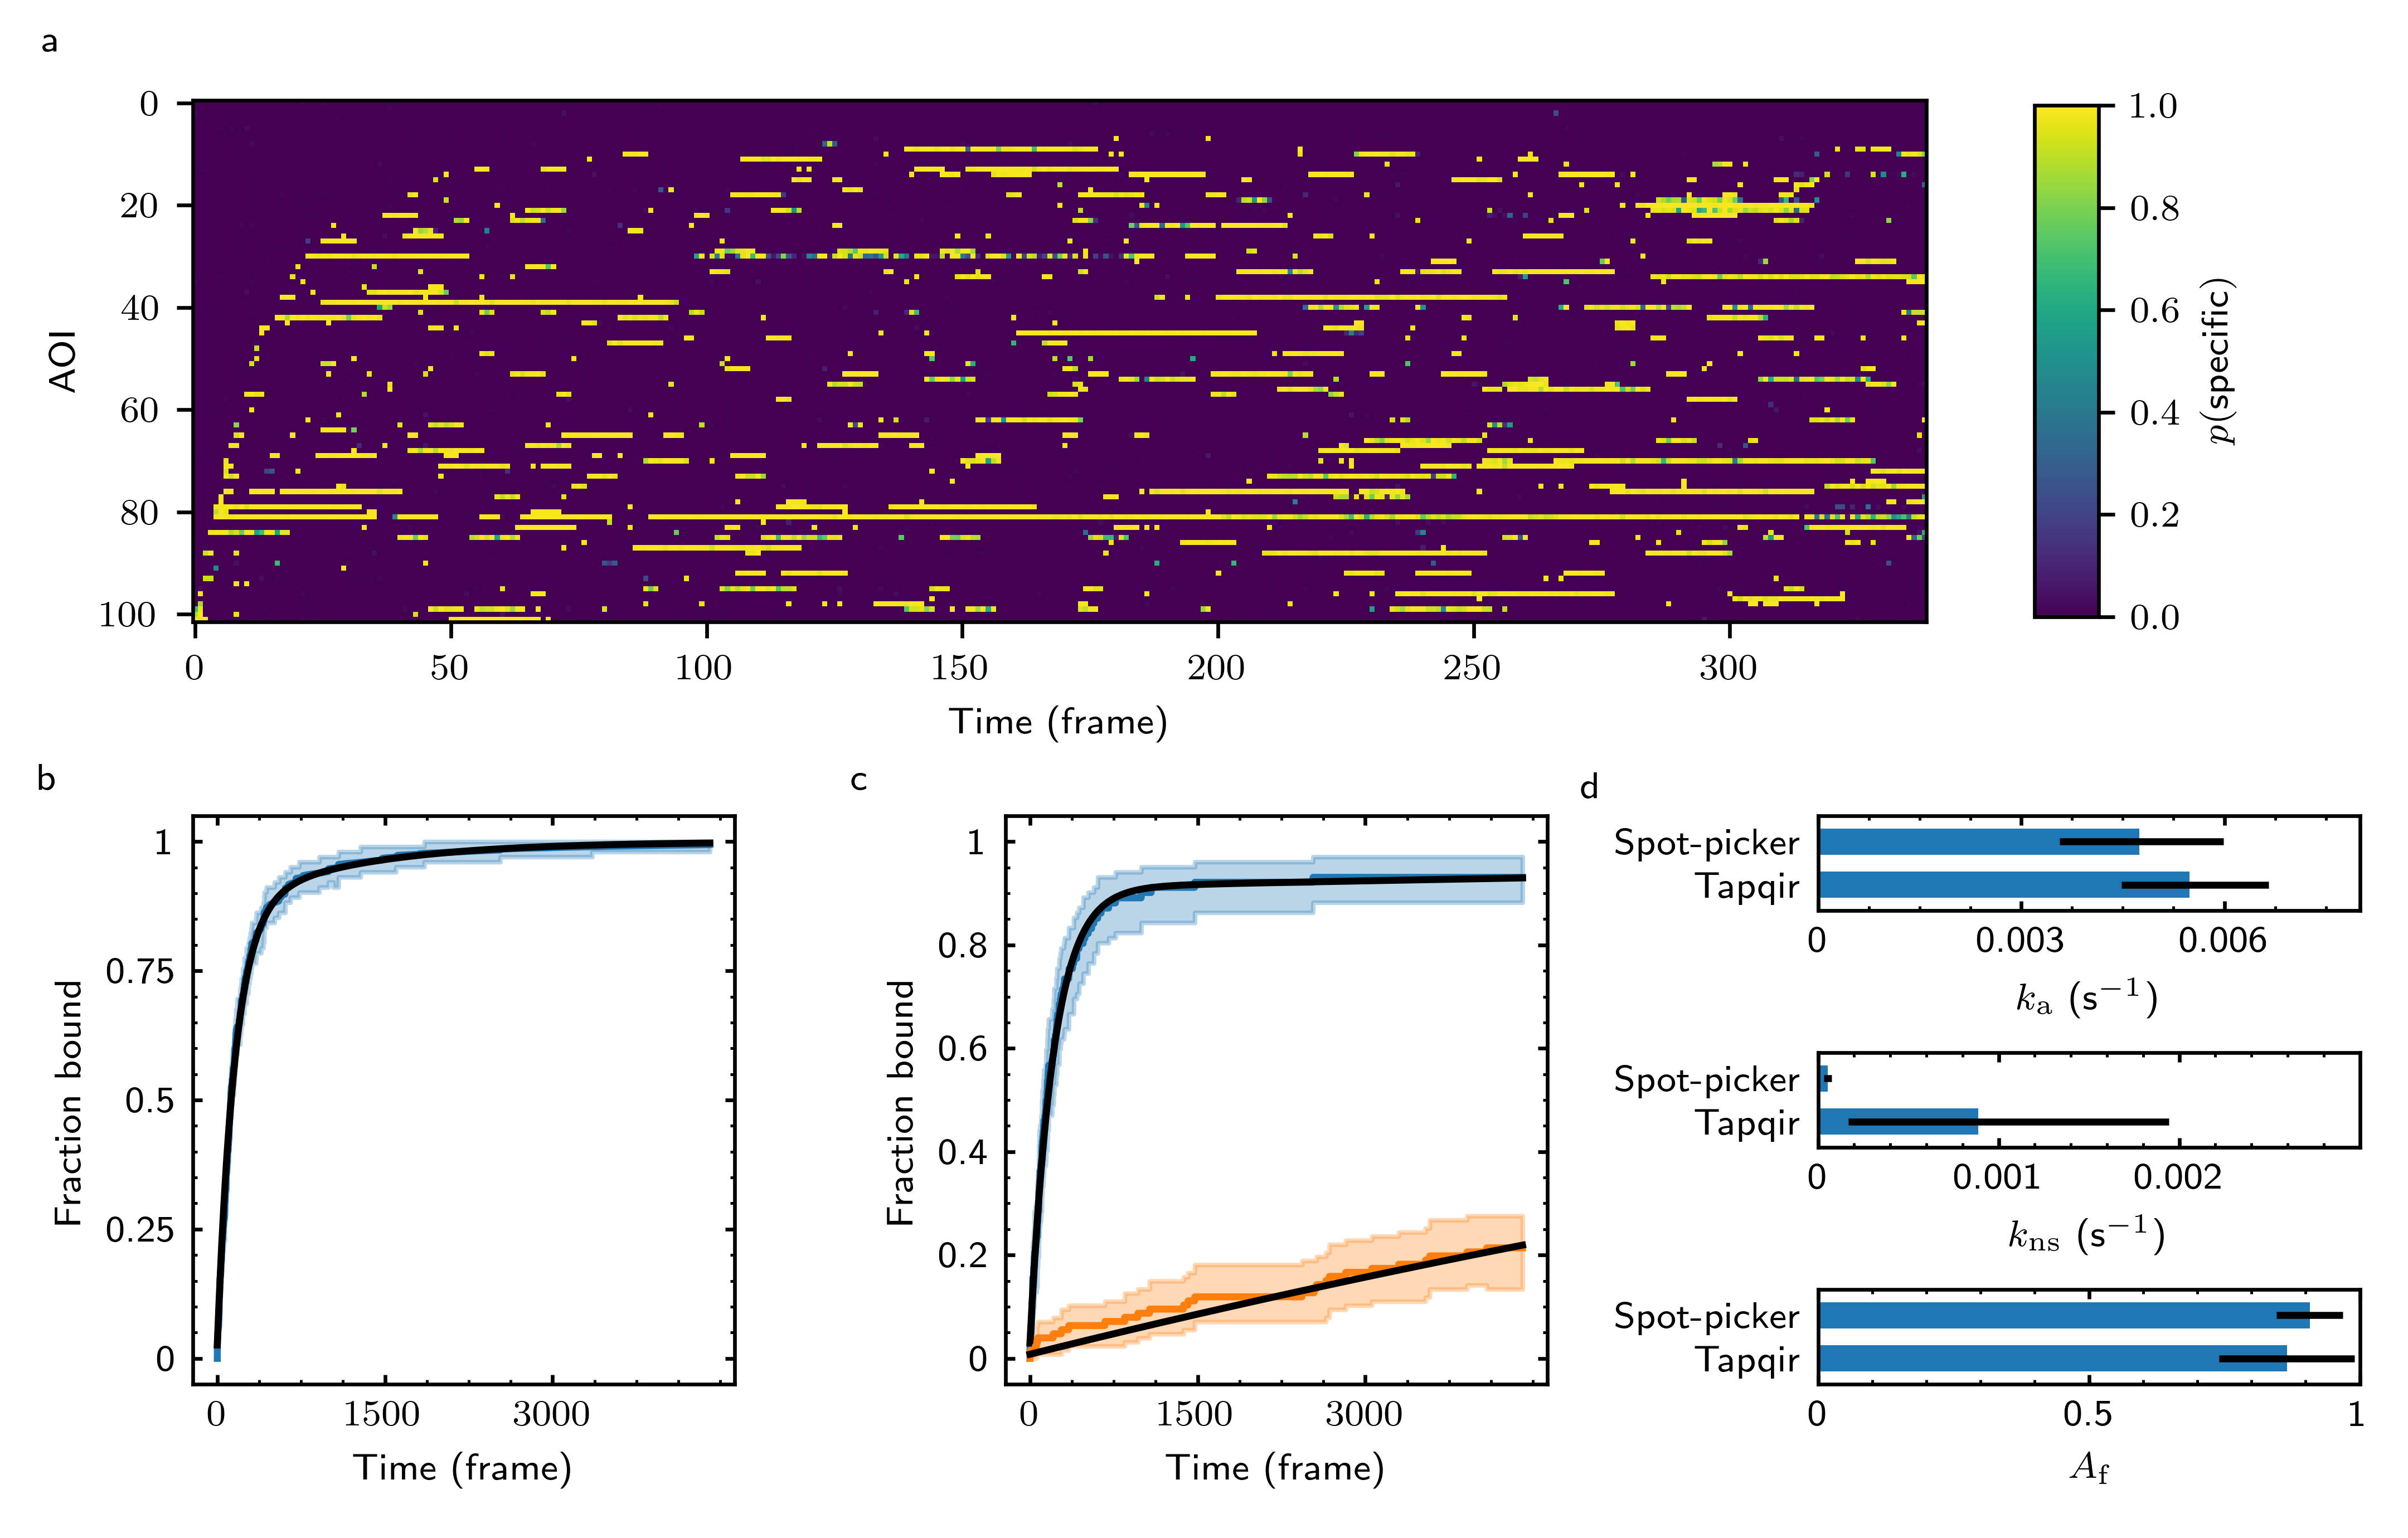 a
0
20
40
60
80
100
AOI
0 50 100 150 200 250 300
Time (frame)
1.0
0.8
0.6
0.4
0.2
0.0
p(specific)
b
1
0.75
0.5
0.25
0
Fraction bound
0 1500 3000
Time (frame)
c
1
0.8
0.6
0.4
0.2
0
Fraction bound
0 1500 3000
Time (frame)
d
Spot-picker
Tapqir
0 0.003 0.006
kₐ (s⁻¹)
Spot-picker
Tapqir
0 0.001 0.002
kₙₛ (s⁻¹)
Spot-picker
Tapqir
0 0.5 1
A_f